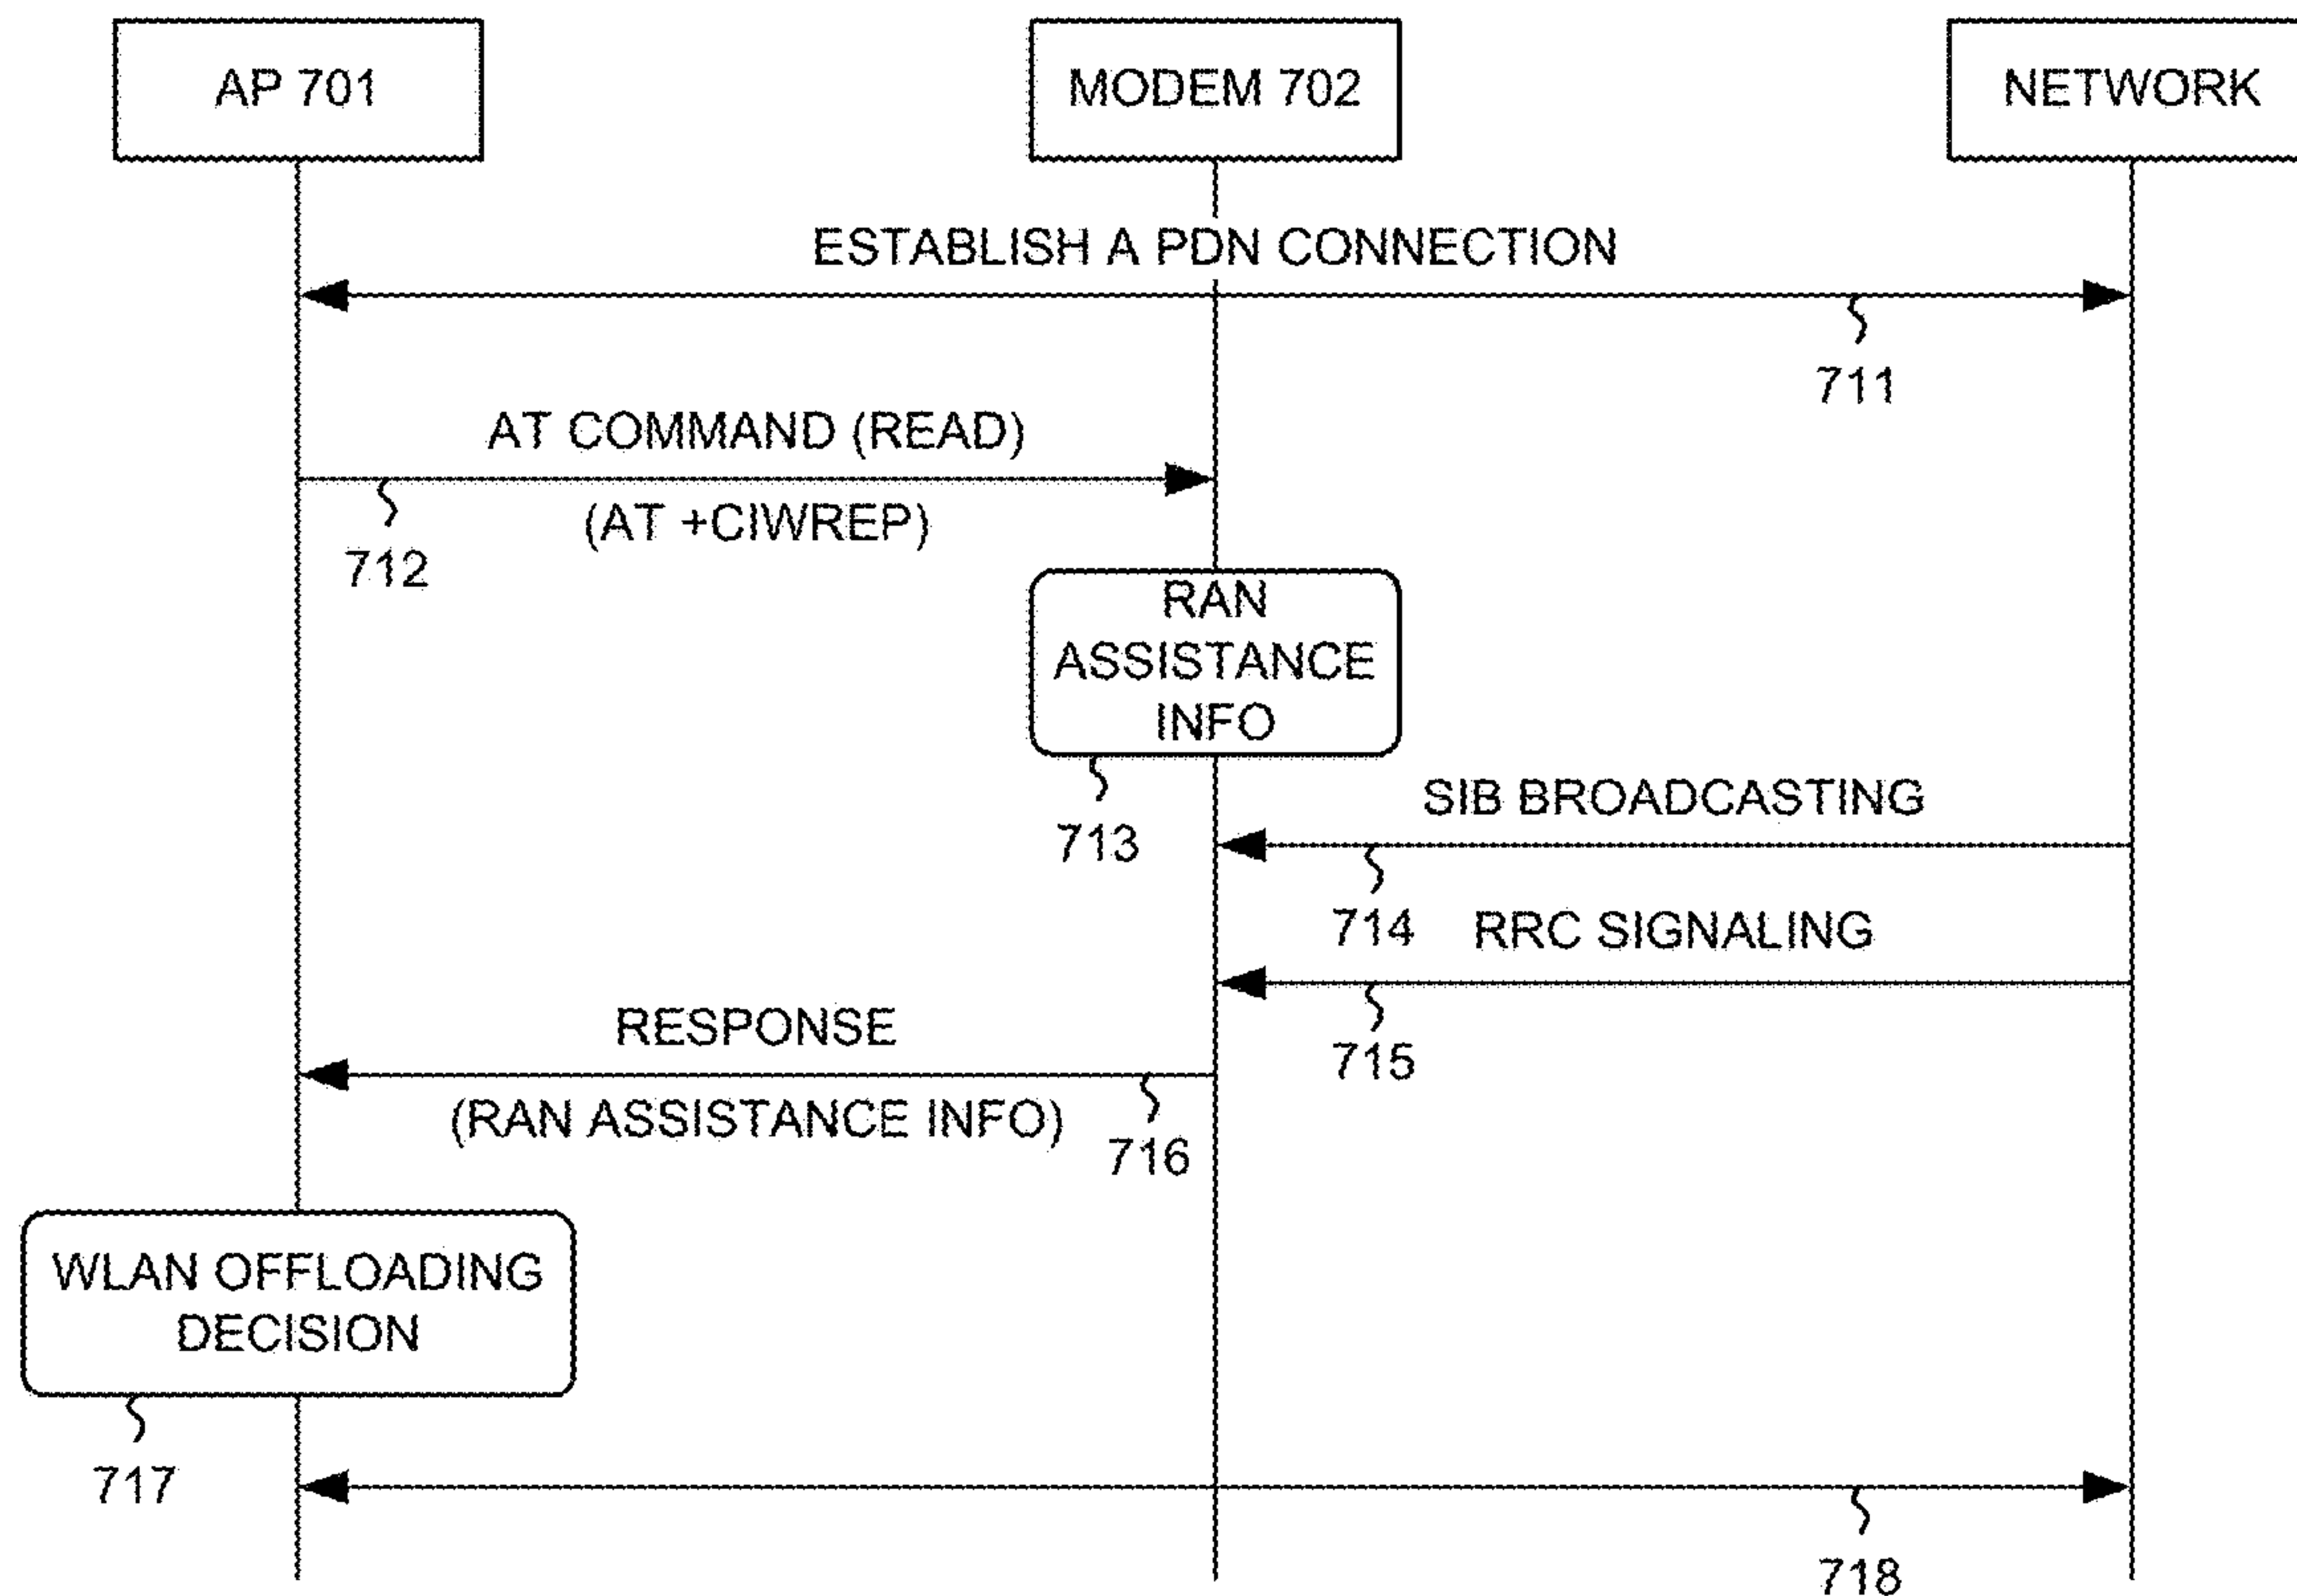 AP 701
MODEM 702
NETWORK
ESTABLISH A PDN CONNECTION
711
AT COMMAND (READ)
(AT +CIWREP)
712
RAN
ASSISTANCE
INFO
713
SIB BROADCASTING
714
RRC SIGNALING
715
RESPONSE
(RAN ASSISTANCE INFO)
716
WLAN OFFLOADING
DECISION
717
718